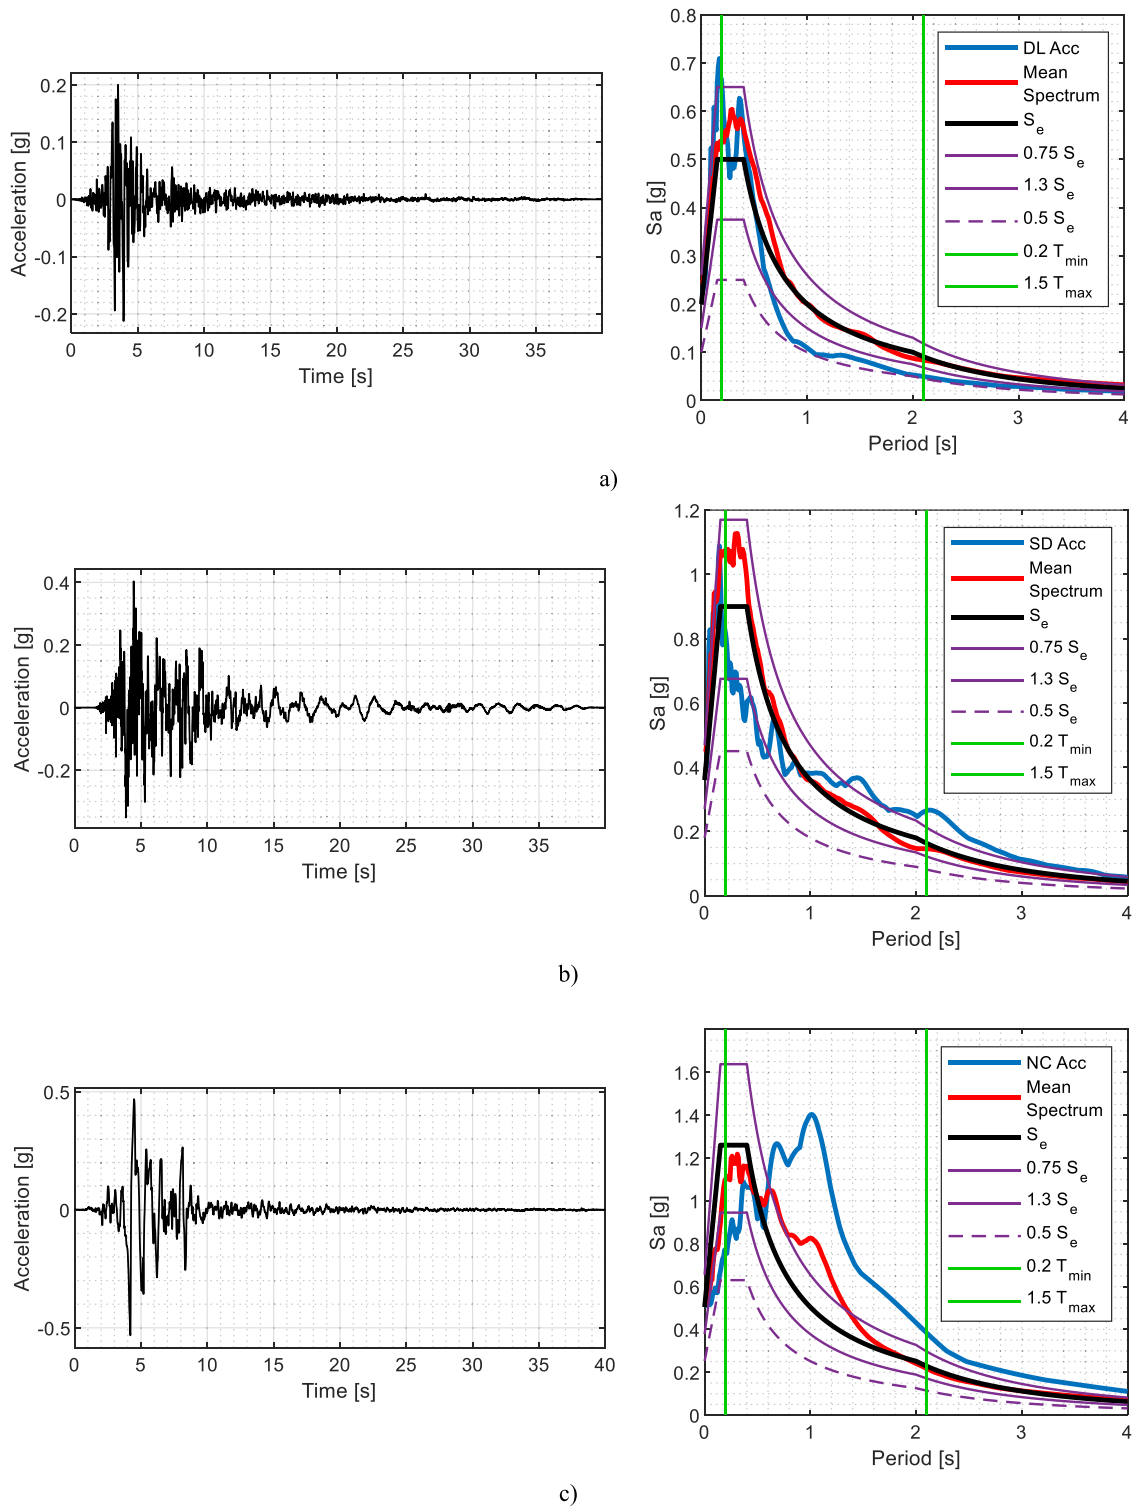 0.2
0.1
0
-0.1
-0.2
Acceleration [g]
0 5 10 15 20 25 30 35
Time [s]
0.8
0.7
0.6
0.5
0.4
0.3
0.2
0.1
0
Sa [g]
0 1 2 3 4
Period [s]
DL Acc
Mean
Spectrum
Se
0.75 Se
1.3 Se
0.5 Se
0.2 Tmin
1.5 Tmax
a)
0.4
0.2
0
-0.2
Acceleration [g]
0 5 10 15 20 25 30 35
Time [s]
1.2
1
0.8
0.6
0.4
0.2
0
Sa [g]
0 1 2 3 4
Period [s]
SD Acc
Mean
Spectrum
Se
0.75 Se
1.3 Se
0.5 Se
0.2 Tmin
1.5 Tmax
b)
0.5
0
-0.5
Acceleration [g]
0 5 10 15 20 25 30 35 40
Time [s]
1.6
1.4
1.2
1
0.8
0.6
0.4
0.2
0
Sa [g]
0 1 2 3 4
Period [s]
NC Acc
Mean
Spectrum
Se
0.75 Se
1.3 Se
0.5 Se
0.2 Tmin
1.5 Tmax
c)